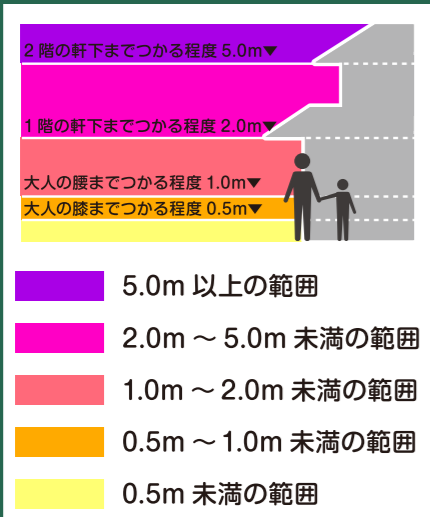 2階の軒下までつかる程度 5.0m▼
1階の軒下までつかる程度 2.0m▼
大人の腰までつかる程度 1.0m▼
大人の膝までつかる程度 0.5m▼
5.0m 以上の範囲
2.0m ～ 5.0m 未満の範囲
1.0m ～ 2.0m 未満の範囲
0.5m ～ 1.0m 未満の範囲
0.5m 未満の範囲